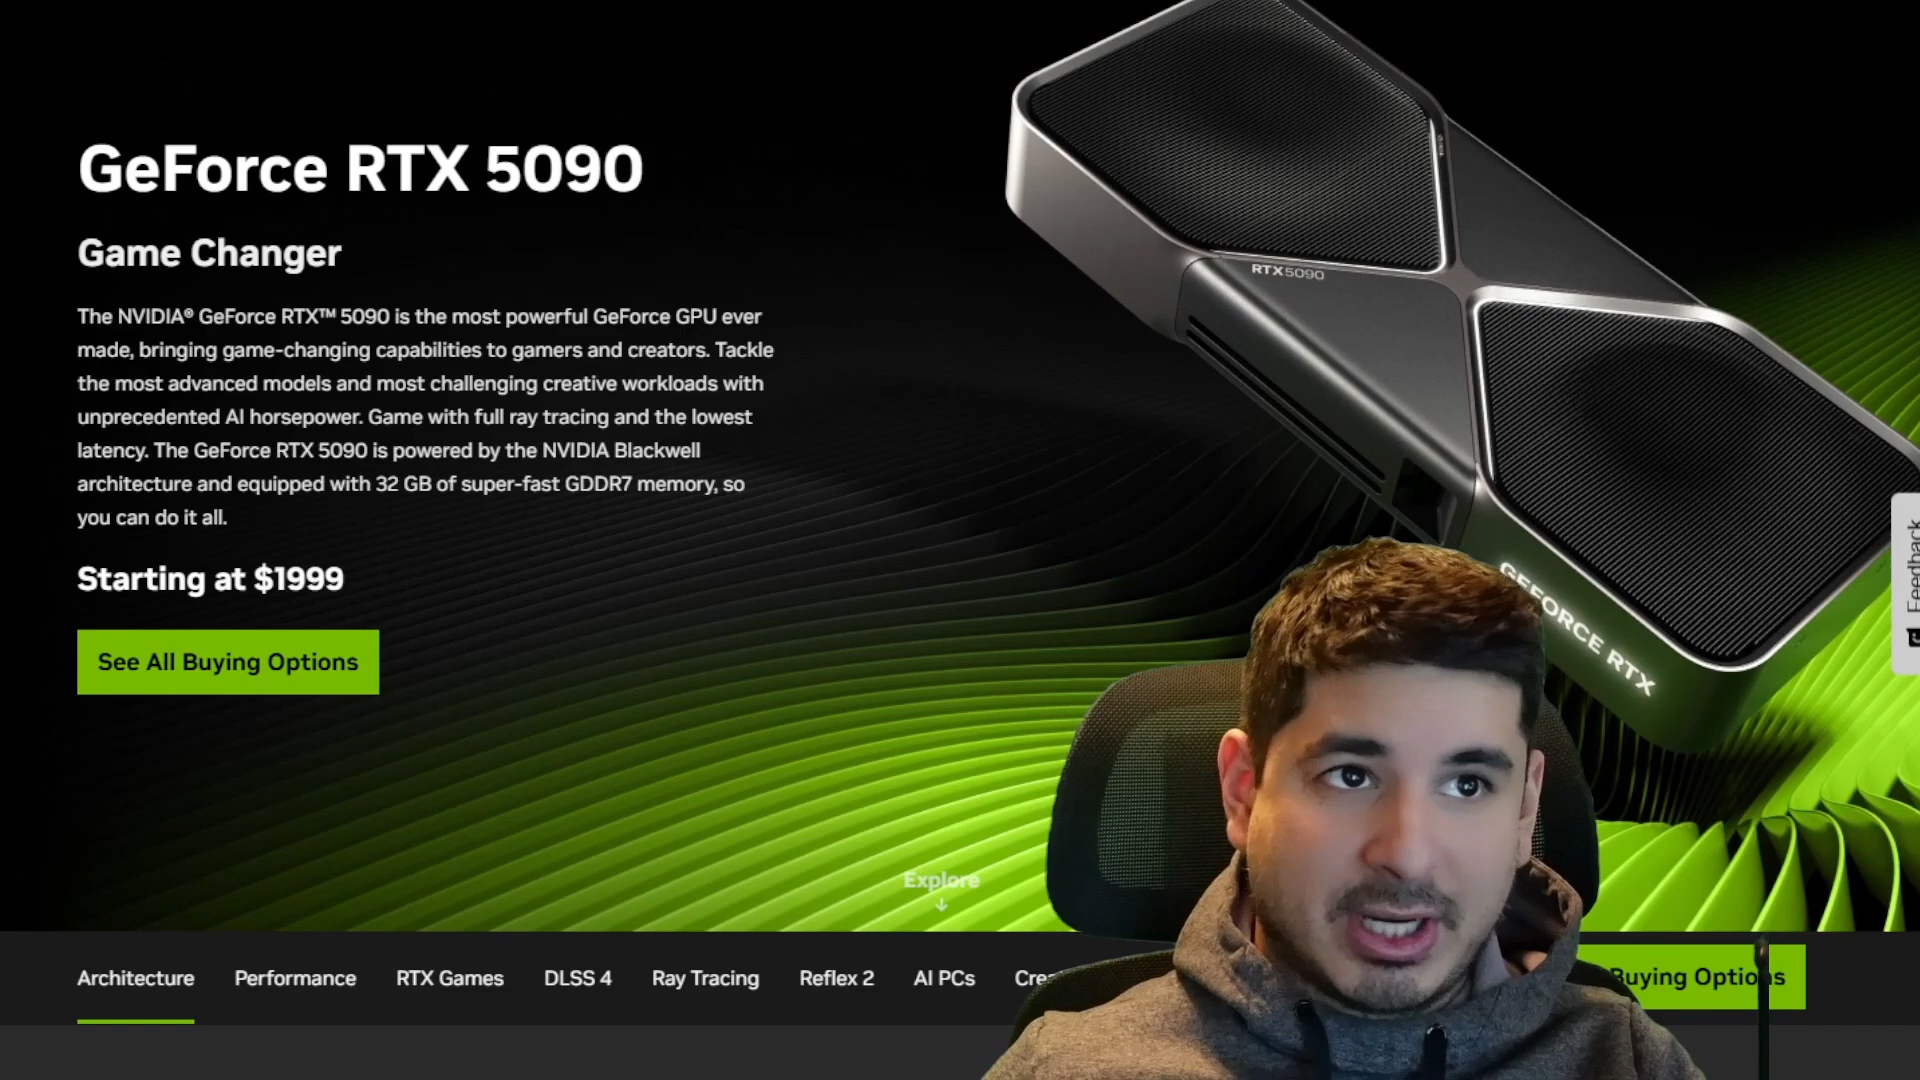 GeForce RTX 5090
Game Changer
The NVIDIA® GeForce RTX™ 5090 is the most powerful GeForce GPU ever
made, bringing game-changing capabilities to gamers and creators. Tackle
the most advanced models and most challenging creative workloads with
unprecedented AI horsepower. Game with full ray tracing and the lowest
latency. The GeForce RTX 5090 is powered by the NVIDIA Blackwell
architecture and equipped with 32 GB of super-fast GDDR7 memory, so
you can do it all.
Starting at $1999
See All Buying Options
RTX 5090
GEFORCE RTX
Feedback
Explore
Architecture Performance RTX Games DLSS 4 Ray Tracing Reflex 2 AI PCs Buying Options